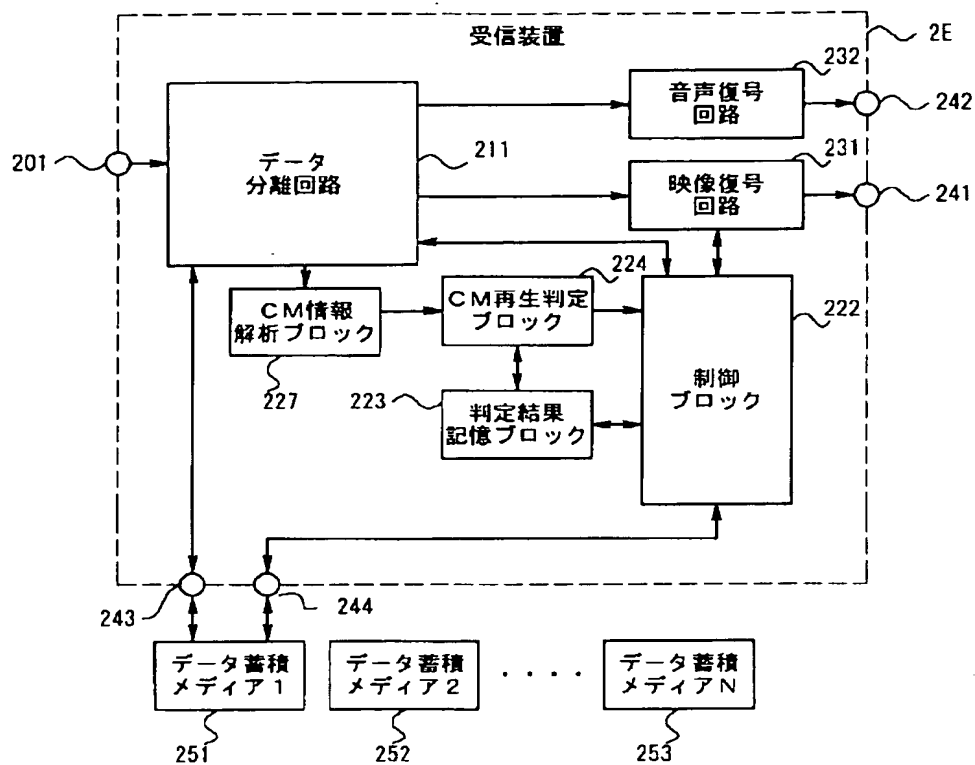 受信装置
2E
232
音声復号
回路
242
201
データ
分離回路
211
231
映像復号
回路
241
224
CM情報
解析ブロック
CM再生判定
ブロック
222
227
223
判定結果
記憶ブロック
制御
ブロック
243
244
データ蓄積
メディア1
データ蓄積
メディア2
・・・・
データ蓄積
メディアN
251
252
253